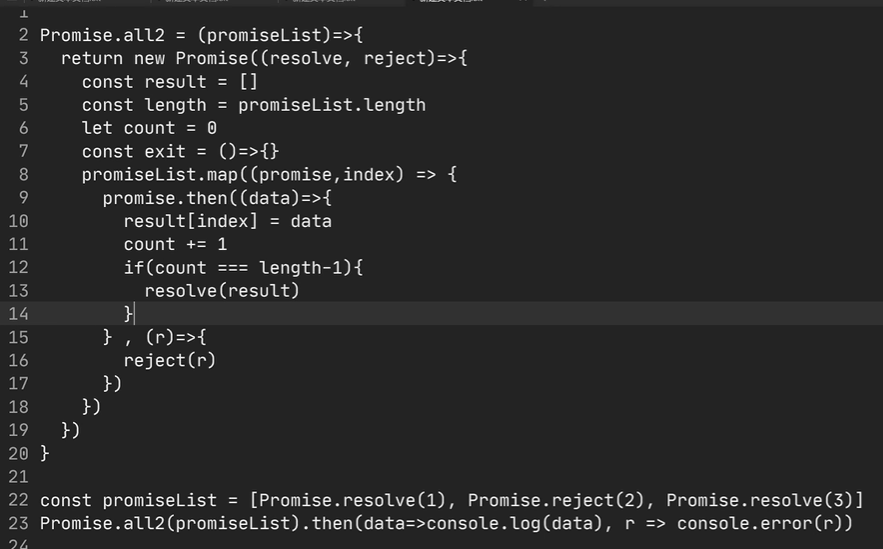 1
2 Promise.all2 = (promiseList)=>{
3   return new Promise((resolve, reject)=>{
4     const result = []
5     const length = promiseList.length
6     let count = 0
7     const exit = ()=>{}
8     promiseList.map((promise,index) => {
9       promise.then((data)=>{
10         result[index] = data
11         count += 1
12         if(count === length-1){
13           resolve(result)
14         }
15       } , (r)=>{
16         reject(r)
17       })
18     })
19   })
20 }
21
22 const promiseList = [Promise.resolve(1), Promise.reject(2), Promise.resolve(3)]
23 Promise.all2(promiseList).then(data=>console.log(data), r => console.error(r))
24